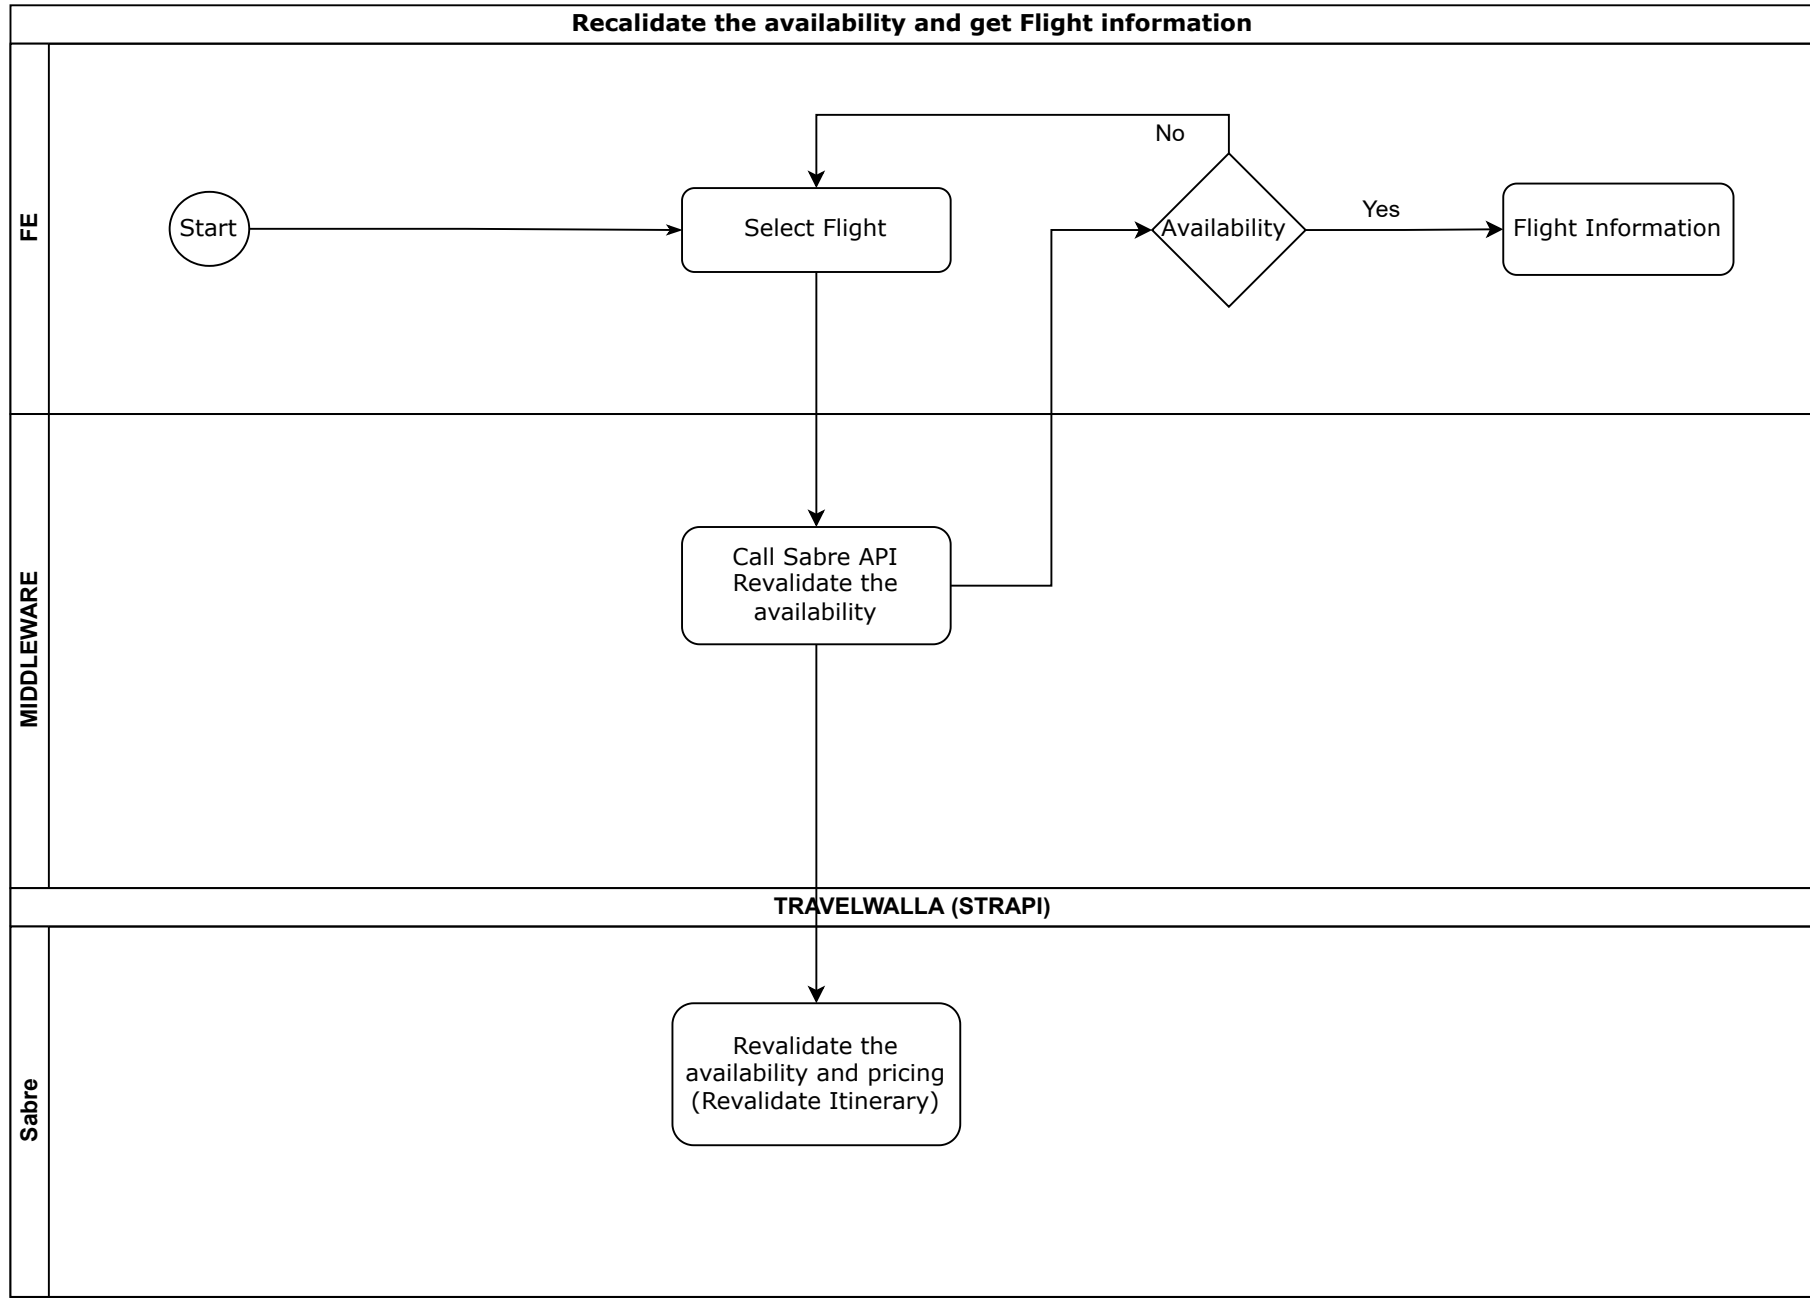 Recalidate the availability and get Flight information
FE
Start
Select Flight
No
Availability
Yes
Flight Information
MIDDLEWARE
Call Sabre API
Revalidate the
availability
TRAVELWALLA (STRAPI)
Sabre
Revalidate the
availability and pricing
(Revalidate Itinerary)